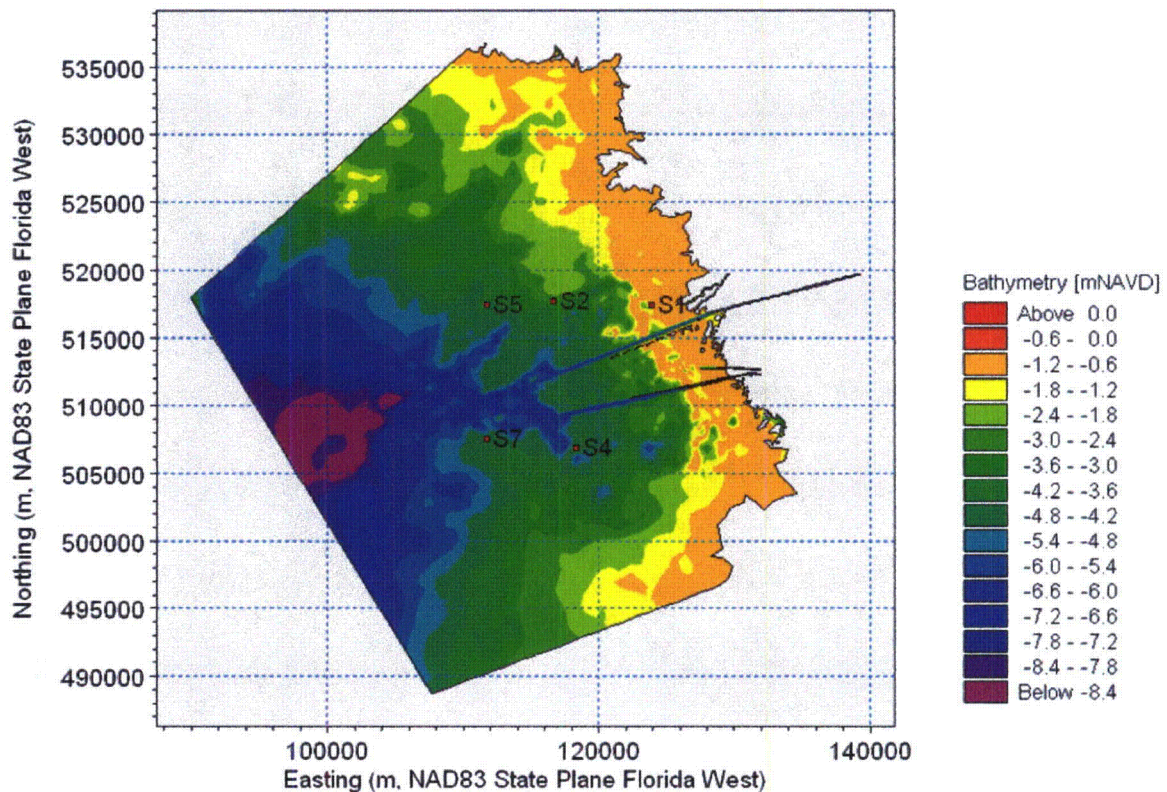 535000
530000
525000
520000
515000
510000
505000
500000
495000
490000
Northing (m, NAD83 State Plane Florida West)
S5
S2
S1
S7
S4
100000
120000
140000
Easting (m, NAD83 State Plane Florida West)
Bathymetry [mNAVD]
Above 0.0
-0.6 - 0.0
-1.2 - -0.6
-1.8 - -1.2
-2.4 - -1.8
-3.0 - -2.4
-3.6 - -3.0
-4.2 - -3.6
-4.8 - -4.2
-5.4 - -4.8
-6.0 - -5.4
-6.6 - -6.0
-7.2 - -6.6
-7.8 - -7.2
-8.4 - -7.8
Below -8.4